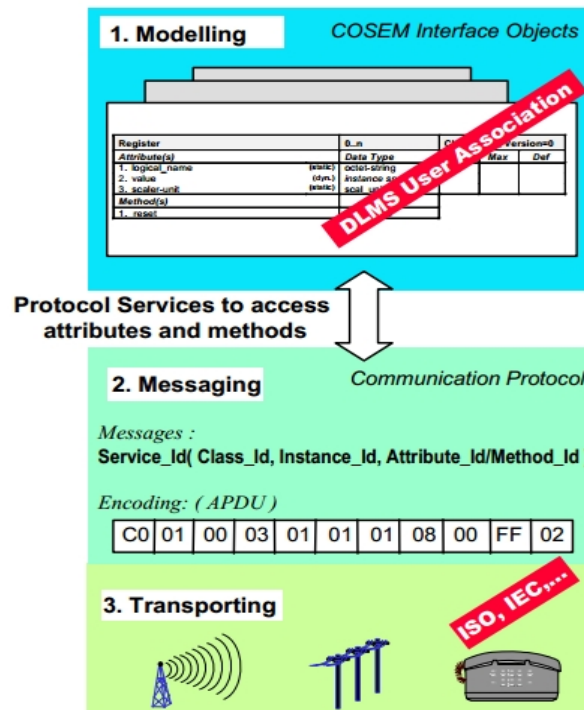 1. Modelling
COSEM Interface Objects
Register 0..n Version=0
Attribute(s) Data Type Max Def
1. logical_name (static) octet-string
2. value (dyn.) instance
3. scaler-unit (static)
Method(s)
1. reset
DLMS User Association
Protocol Services to access
attributes and methods
2. Messaging
Communication Protocol
Messages :
Service_Id( Class_Id, Instance_Id, Attribute_Id/Method_Id
Encoding: ( APDU )
C0 01 00 03 01 01 01 08 00 FF 02
3. Transporting
ISO, IEC,...